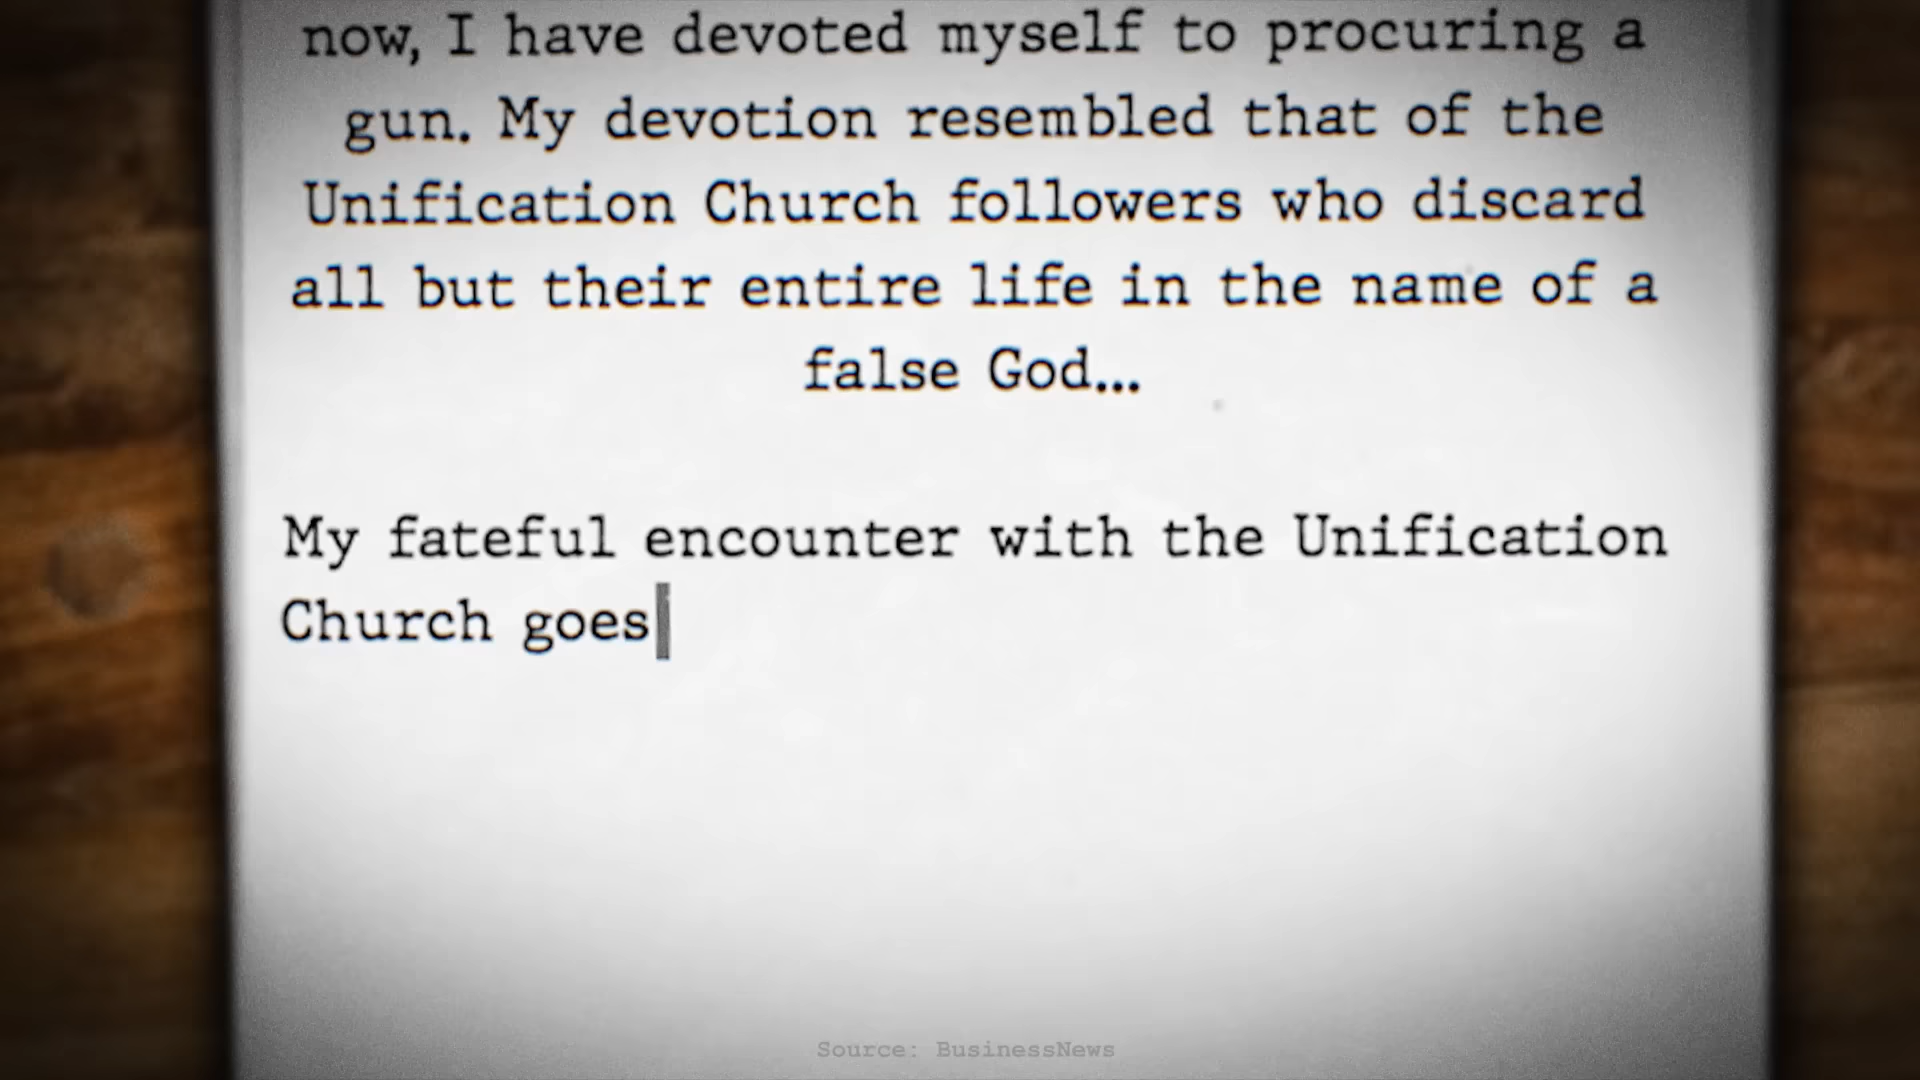 now, I have devoted myself to procuring a
gun. My devotion resembled that of the
Unification Church followers who discard
all but their entire life in the name of a
false God...
My fateful encounter with the Unification
Church goes
Source: BusinessNews